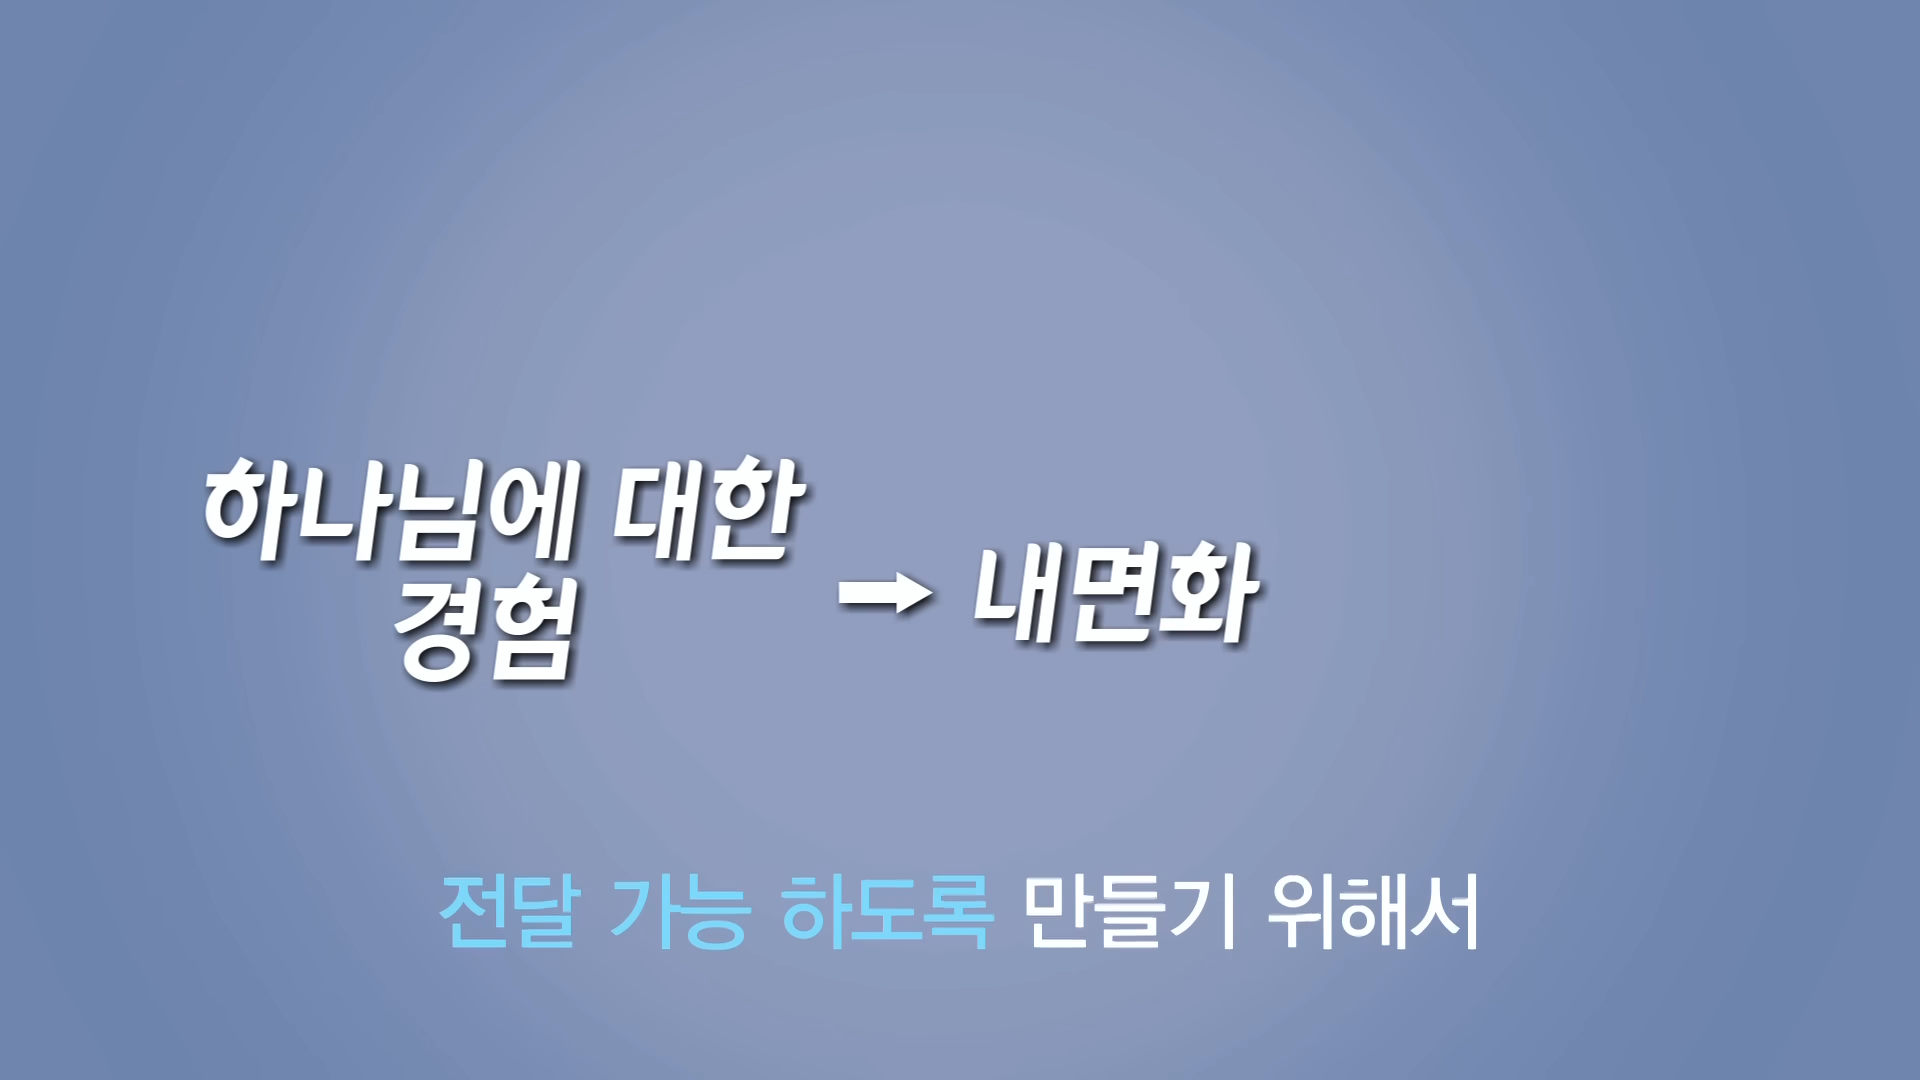 하나님에 대한
경험
➡ 내면화
전달 가능 하도록 만들기 위해서